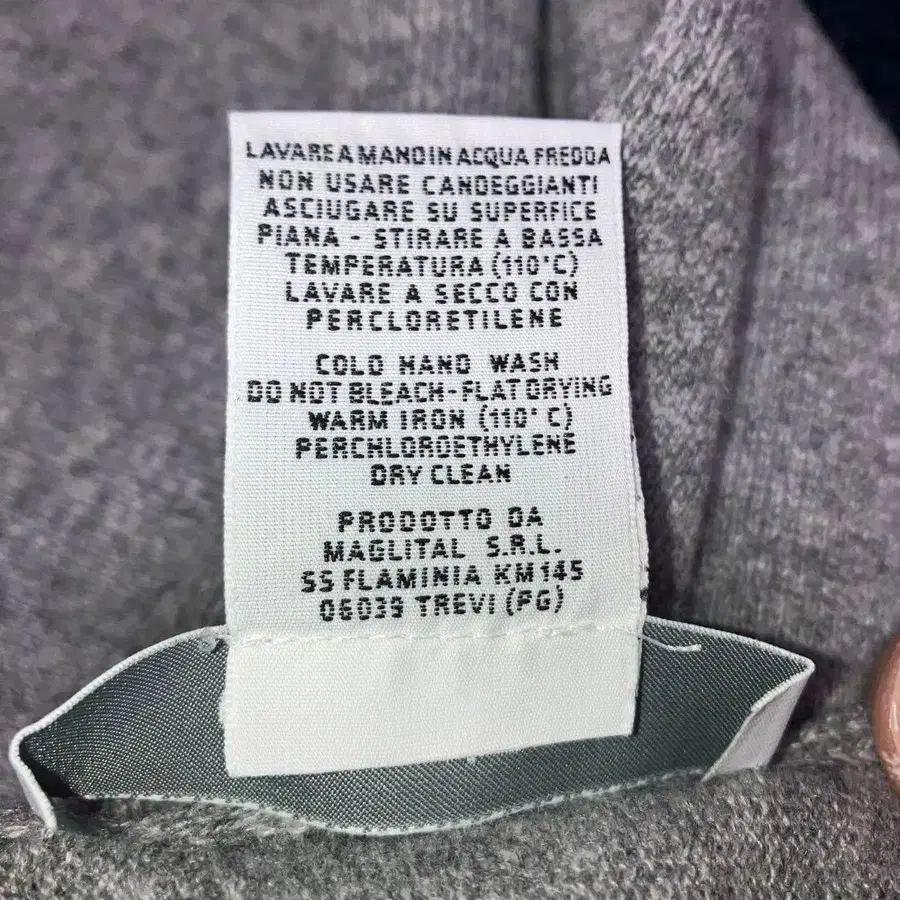 LAVARE A MANO IN ACQUA FREDDA
NON USARE CANDEGGIANTI
ASCIUGARE SU SUPERFICE
PIANA - STIRARE A BASSA
TEMPERATURA (110°C)
LAVARE A SECCO CON
PERCLORETILENE
COLD HAND WASH
DO NOT BLEACH-FLAT DRYING
WARM IRON (110°C)
PERCHLOROETHYLENE
DRY CLEAN
PRODOTTO DA
MAGLITAL S.R.L.
SS FLAMINIA KM 145
06039 TREVI (PG)